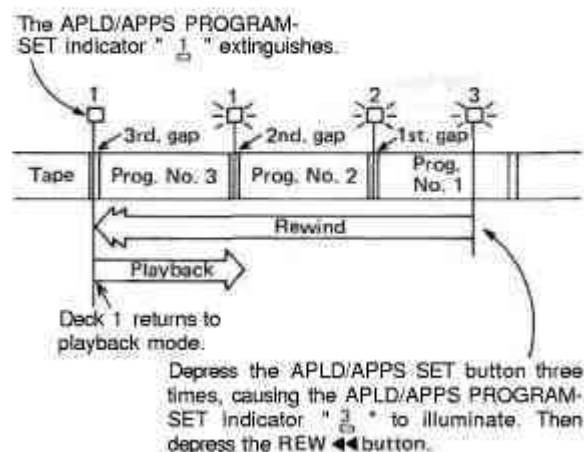 The APLD/APPS PROGRAM-
SET indicator " 1 " extinguishes.
1 1 2 3
3rd. gap 2nd. gap 1st. gap
Tape Prog. No. 3 Prog. No. 2 Prog.
No. 1
Rewind
Playback
Deck 1 returns to
playback mode.
Depress the APLD/APPS SET button three
times, causing the APLD/APPS PROGRAM-
SET indicator " 3 " to illuminate. Then
depress the REW ◀◀ button.